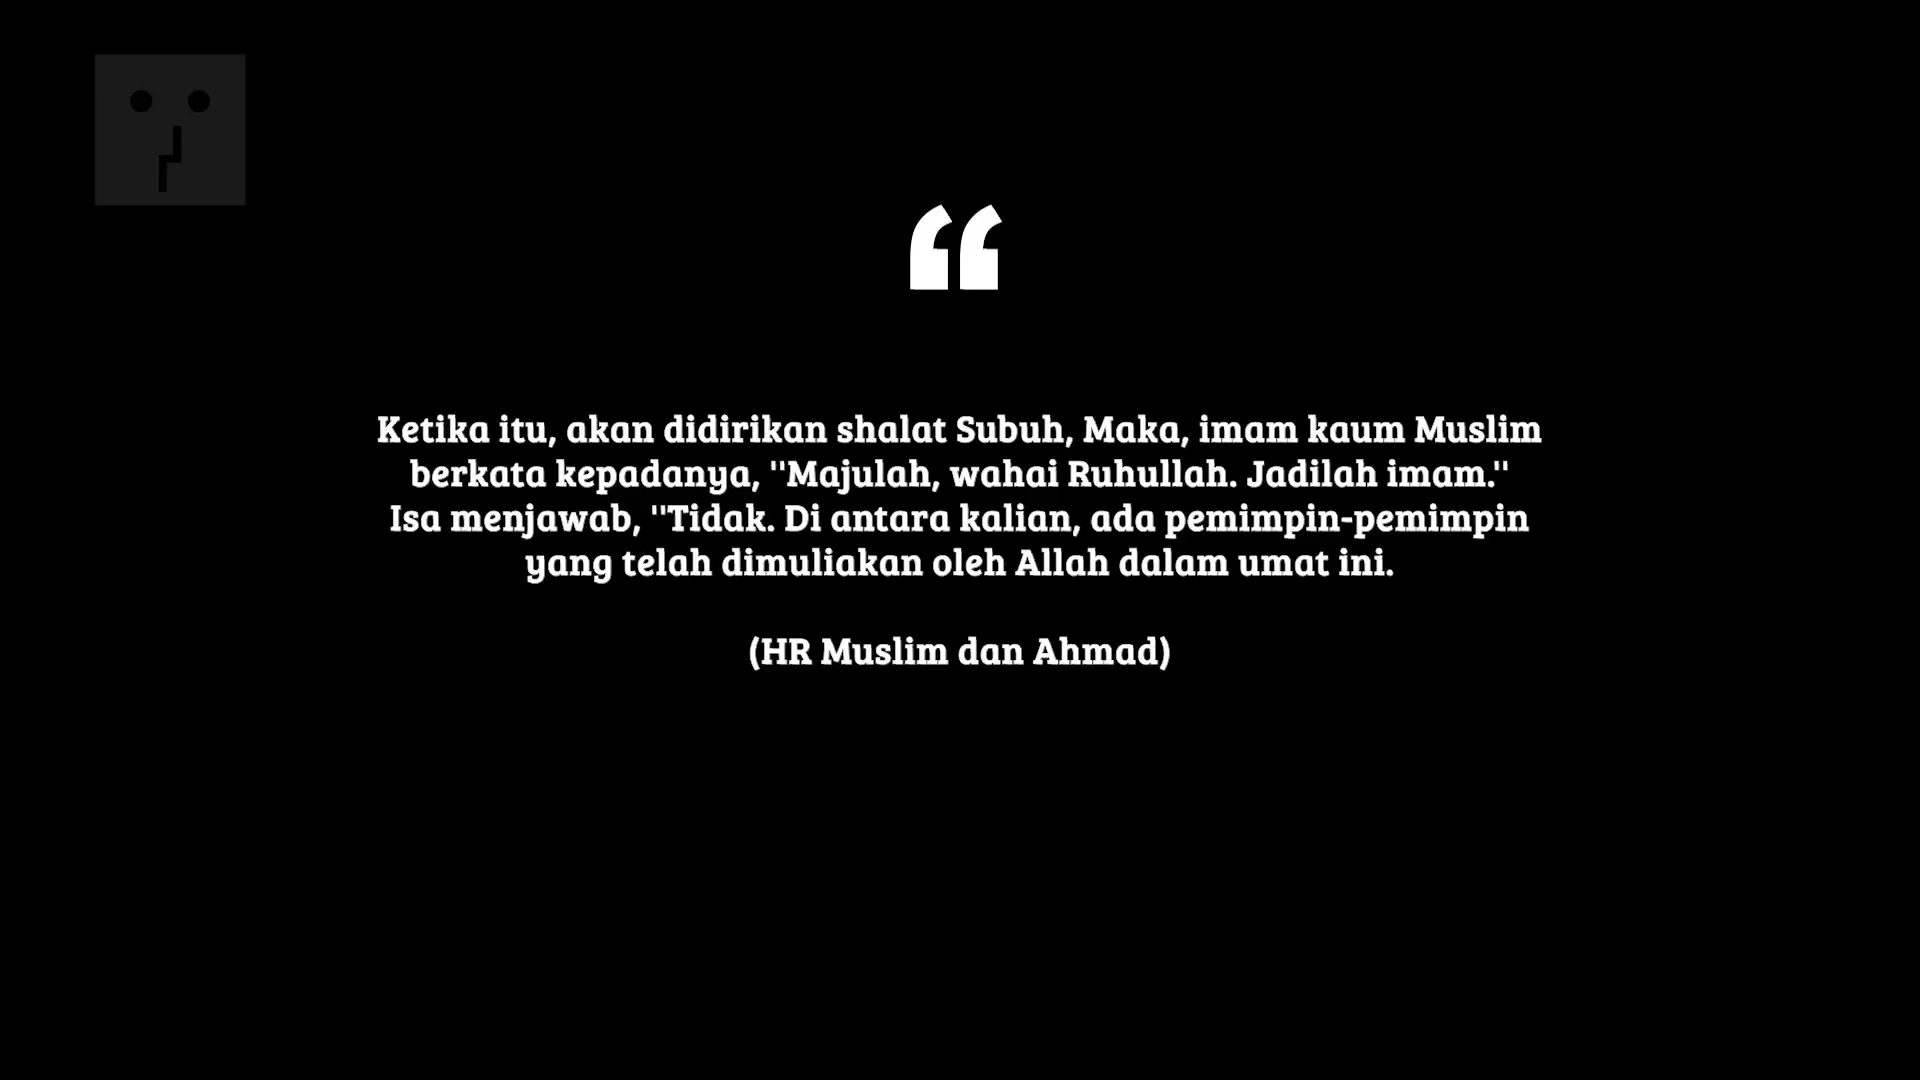 “
Ketika itu, akan didirikan shalat Subuh, Maka, imam kaum Muslim
berkata kepadanya, ''Majulah, wahai Ruhullah. Jadilah imam.''
Isa menjawab, ''Tidak. Di antara kalian, ada pemimpin-pemimpin
yang telah dimuliakan oleh Allah dalam umat ini.
(HR Muslim dan Ahmad)